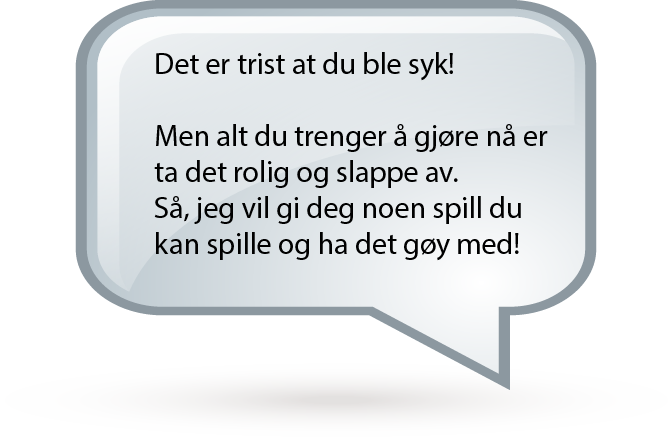 Det er trist at du ble syk!
Men alt du trenger å gjøre nå er
ta det rolig og slappe av.
Så, jeg vil gi deg noen spill du
kan spille og ha det gøy med!